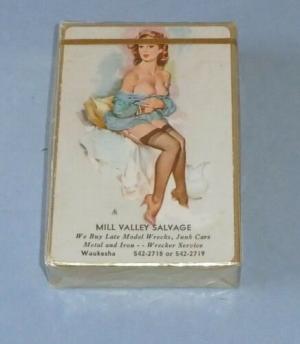 MILL VALLEY SALVAGE
We Buy Late Model Wrecks, Junk Cars
Metal and Iron - - Wrecker Service
Waukesha 542-2718 or 542-2719